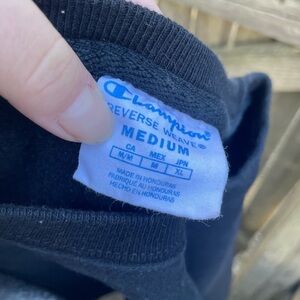 Champion
REVERSE WEAVE®
MEDIUM
CA MEX JPN
M/M M XL
MADE IN HONDURAS
FABRIQUÉ AU HONDURAS
HECHO EN HONDURAS